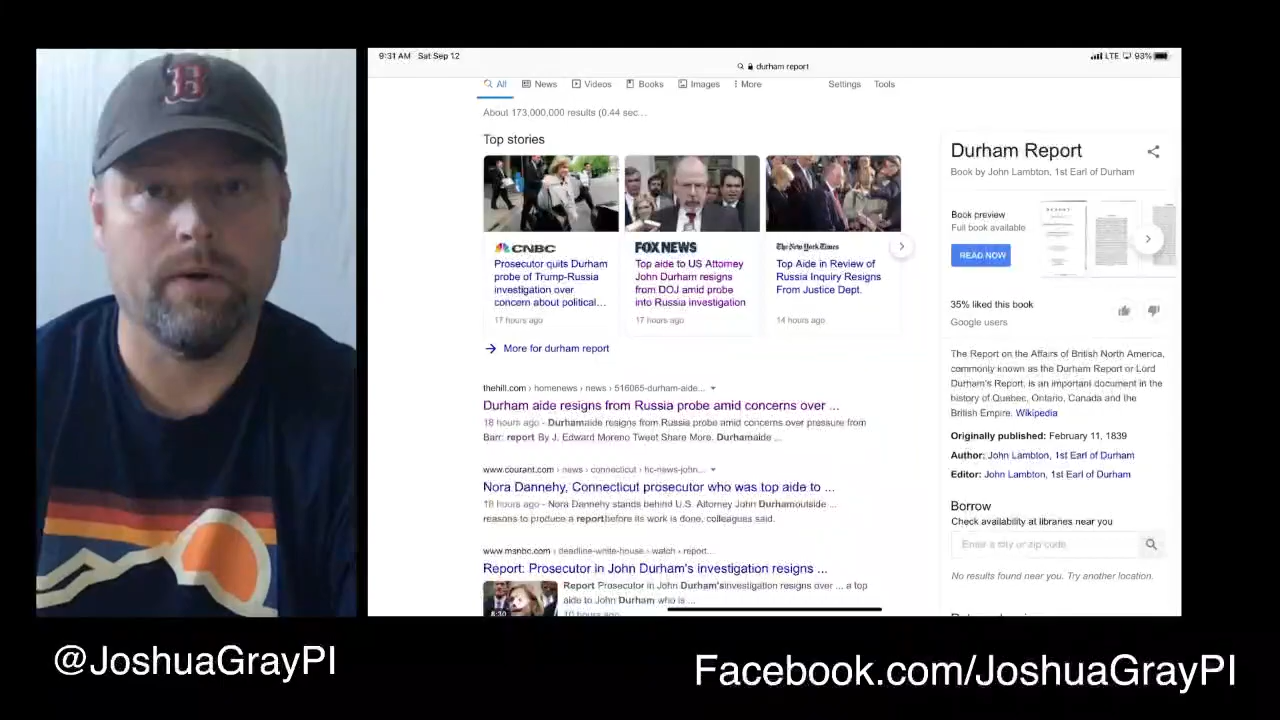 B
9:31 AM Sat Sep 12
LTE 93%
durham report
All News Videos Books Images More Settings Tools
About 173,000,000 results (0.44 sec...
Top stories
CNBC
Prosecutor quits Durham
probe of Trump-Russia
investigation over
concern about political...
17 hours ago
FOX NEWS
Top aide to US Attorney
John Durham resigns
from DOJ amid probe
into Russia investigation
17 hours ago
The New York Times
Top Aide in Review of
Russia Inquiry Resigns
From Justice Dept.
14 hours ago
More for durham report
thehill.com › homenews › news › 516065-durham-aide...
Durham aide resigns from Russia probe amid concerns over ...
18 hours ago - Durhamaide resigns from Russia probe amid concerns over pressure from
Barr: report By J. Edward Moreno Tweet Share More. Durhamaide ...
www.courant.com › news › connecticut › hc-news-john...
Nora Dannehy, Connecticut prosecutor who was top aide to ...
18 hours ago - Nora Dannehy stands behind U.S. Attorney John Durhamoutside ...
reasons to produce a reportbefore its work is done, colleagues said.
www.msnbc.com › deadline-white-house › watch › report...
Report: Prosecutor in John Durham's investigation resigns ...
Report Prosecutor in John Durham'sinvestigation resigns over ... a top
aide to John Durham who is ...
10 hours ago
8:30
Durham Report
Book by John Lambton, 1st Earl of Durham
Book preview
Full book available
READ NOW
35% liked this book
Google users
The Report on the Affairs of British North America,
commonly known as the Durham Report or Lord
Durham's Report, is an important document in the
history of Quebec, Ontario, Canada and the
British Empire. Wikipedia
Originally published: February 11, 1839
Author: John Lambton, 1st Earl of Durham
Editor: John Lambton, 1st Earl of Durham
Borrow
Check availability at libraries near you
Enter a city or zip code
No results found near you. Try another location.
@JoshuaGrayPI
Facebook.com/JoshuaGrayPI